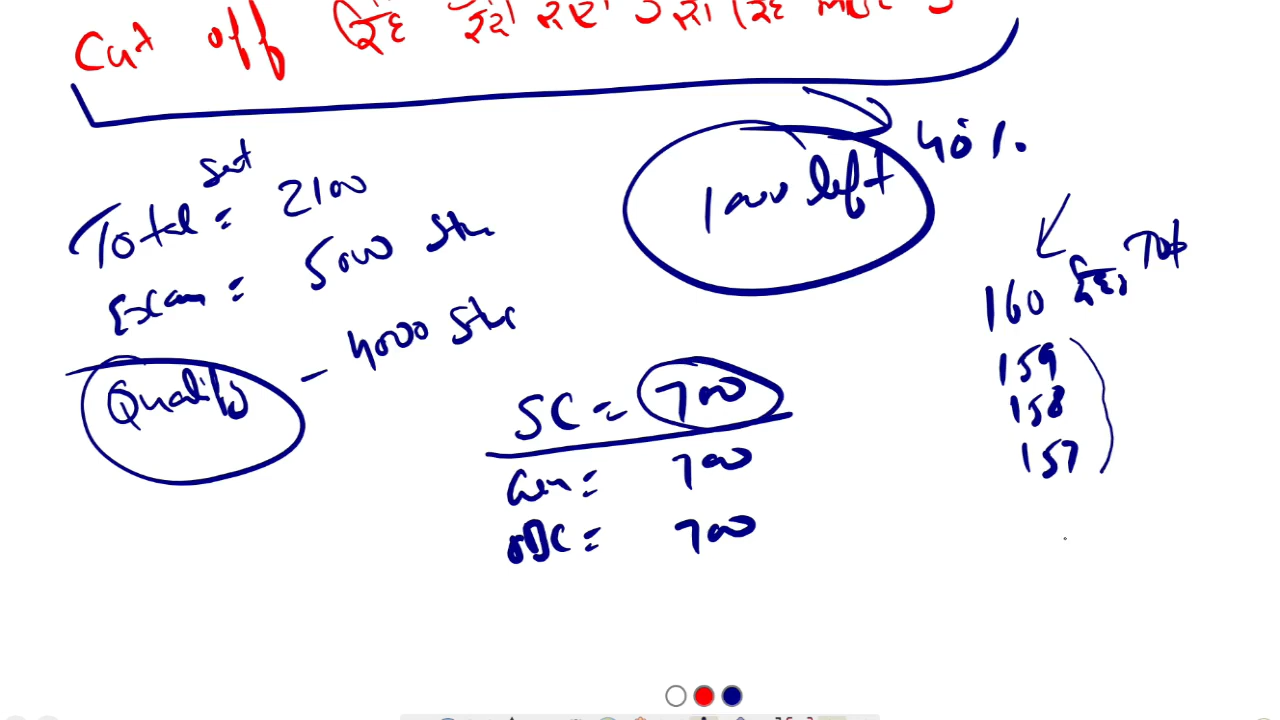 Cut off
Total seat = 2100
Exam = 5000 Stu
Qualify - 4000 Stu
1000 left
40%
SC = 700
Gen = 700
OBC = 700
160 Top
159
158
157